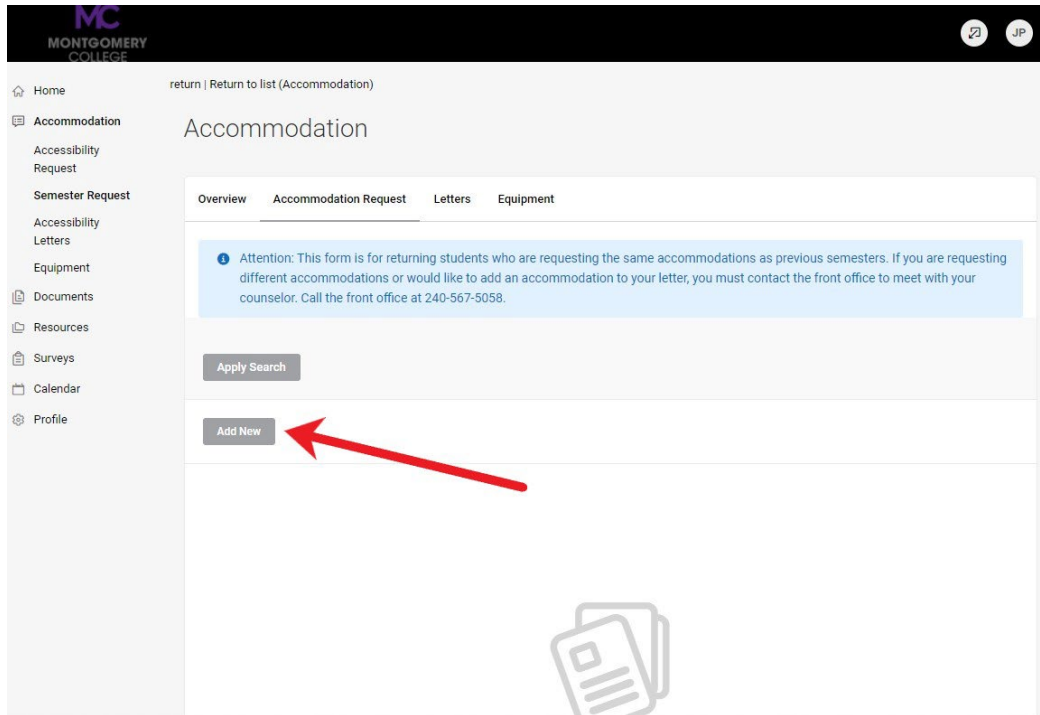 MC
MONTGOMERY
COLLEGE
JP
Home
Accommodation
Accessibility
Request
Semester Request
Accessibility
Letters
Equipment
Documents
Resources
Surveys
Calendar
Profile
return | Return to list (Accommodation)
Accommodation
Overview Accommodation Request Letters Equipment
Attention: This form is for returning students who are requesting the same accommodations as previous semesters. If you are requesting
different accommodations or would like to add an accommodation to your letter, you must contact the front office to meet with your
counselor. Call the front office at 240-567-5058.
Apply Search
Add New